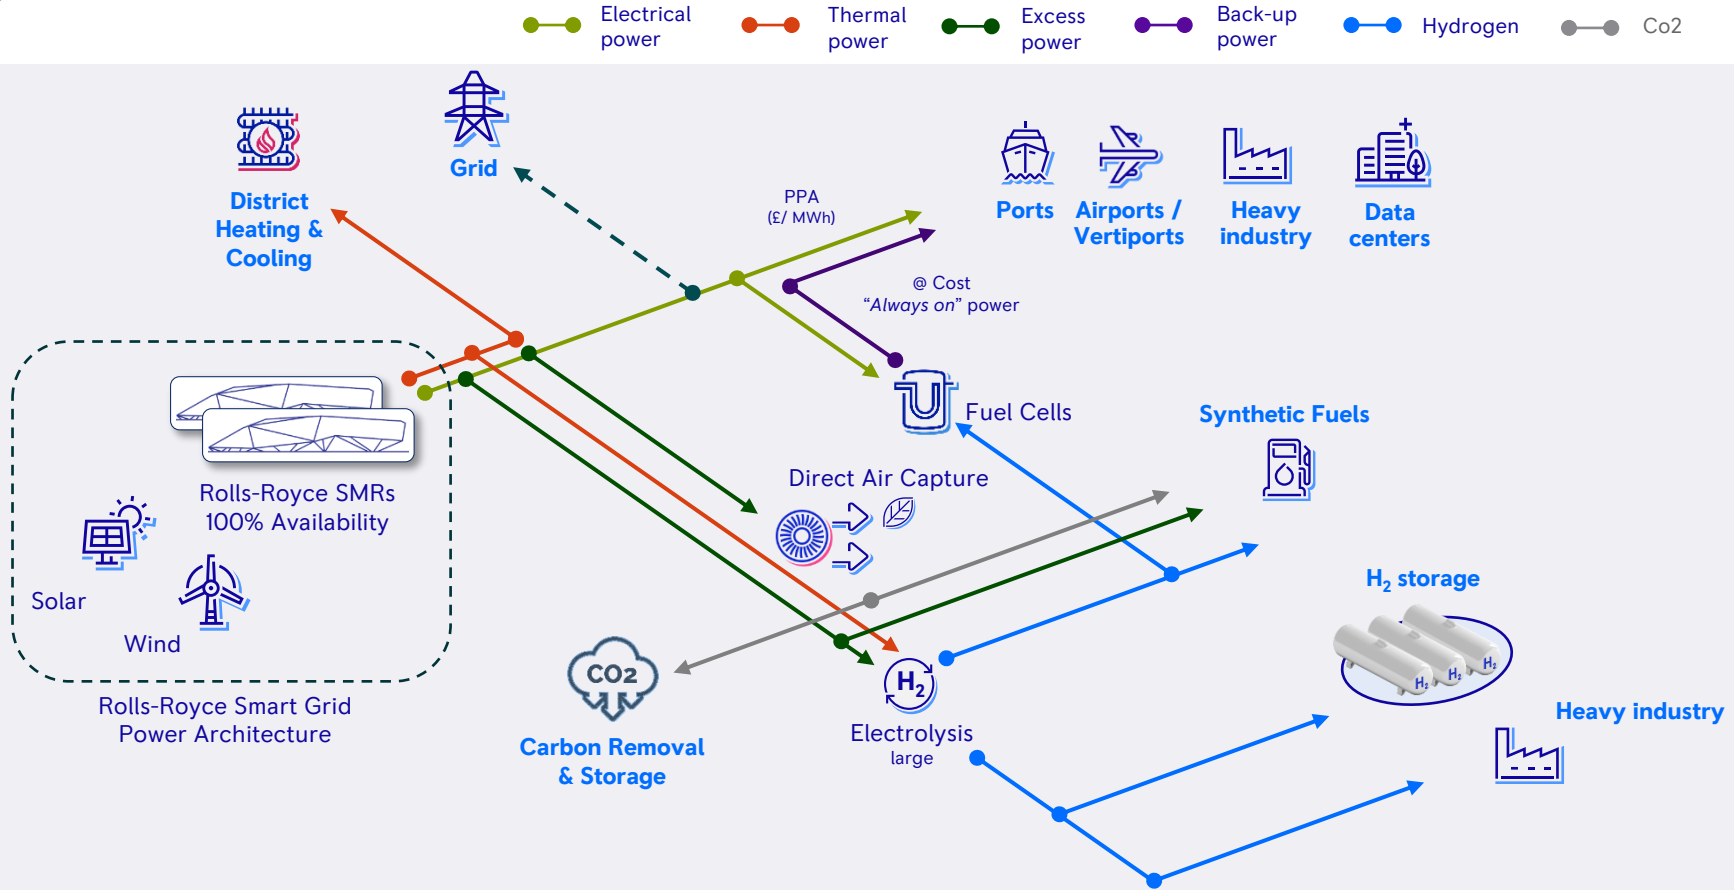 Electrical
power
Thermal
power
Excess
power
Back-up
power
Hydrogen
Co2
Grid
District
Heating &
Cooling
PPA
(£/ MWh)
Ports
Airports /
Vertiports
Heavy
industry
Data
centers
@ Cost
“Always on” power
Fuel Cells
Synthetic Fuels
Direct Air Capture
Rolls-Royce SMRs
100% Availability
Solar
Wind
Rolls-Royce Smart Grid
Power Architecture
CO2
Carbon Removal
& Storage
H2
Electrolysis
large
H2 storage
H2
H2
H2
Heavy industry